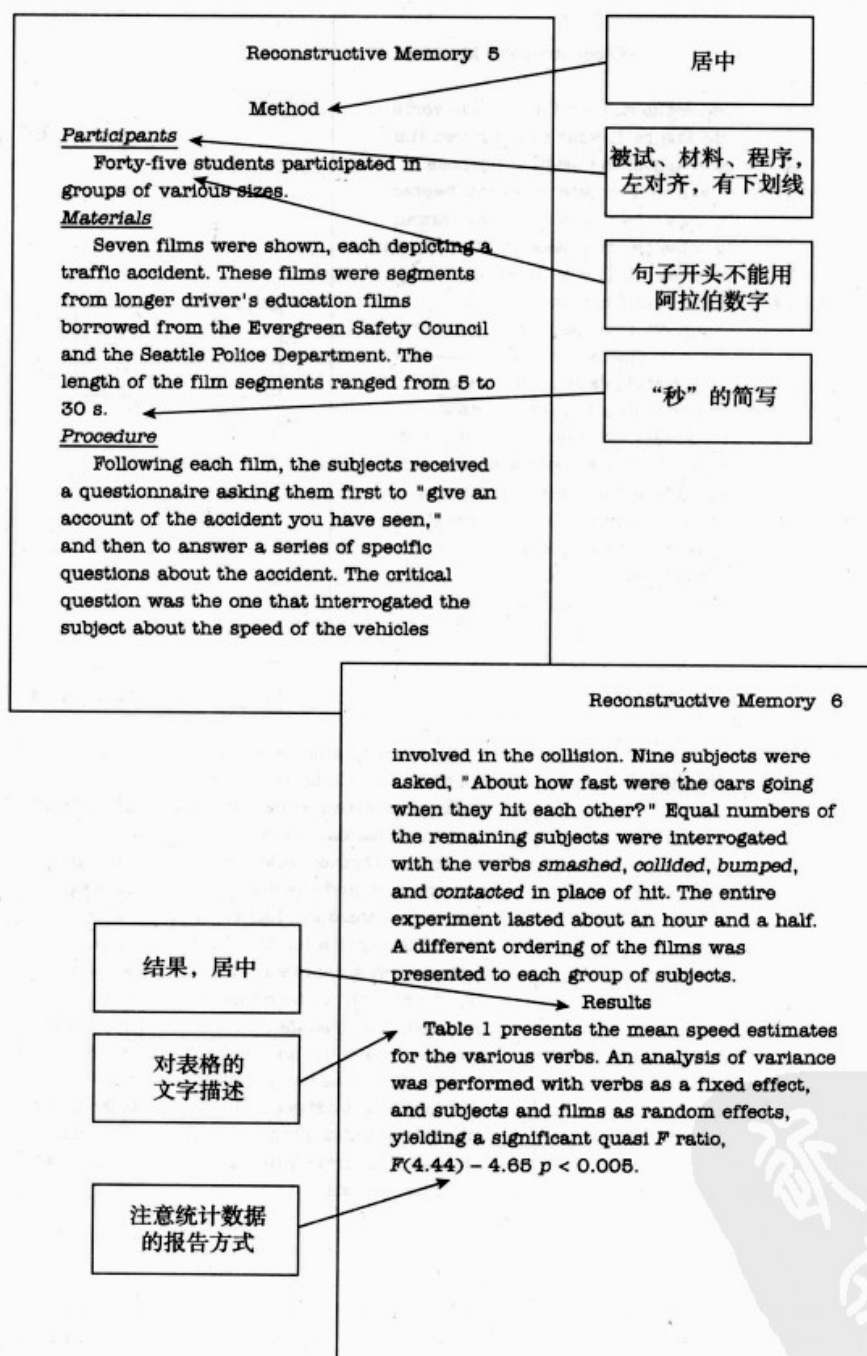 Reconstructive Memory 5
居中
Method
Participants
被试、材料、程序，
左对齐，有下划线
Forty-five students participated in
groups of various sizes.
Materials
Seven films were shown, each depicting a
traffic accident. These films were segments
句子开头不能用
阿拉伯数字
from longer driver's education films
borrowed from the Evergreen Safety Council
and the Seattle Police Department. The
length of the film segments ranged from 5 to
30 s.
“秒”的简写
Procedure
Following each film, the subjects received
a questionnaire asking them first to "give an
account of the accident you have seen,"
and then to answer a series of specific
questions about the accident. The critical
question was the one that interrogated the
subject about the speed of the vehicles
Reconstructive Memory 6
involved in the collision. Nine subjects were
asked, "About how fast were the cars going
when they hit each other?" Equal numbers of
the remaining subjects were interrogated
with the verbs smashed, collided, bumped,
and contacted in place of hit. The entire
experiment lasted about an hour and a half.
A different ordering of the films was
presented to each group of subjects.
结果，居中
Results
对表格的
文字描述
Table 1 presents the mean speed estimates
for the various verbs. An analysis of variance
was performed with verbs as a fixed effect,
and subjects and films as random effects,
yielding a significant quasi F ratio,
F(4.44) – 4.65 p < 0.005.
注意统计数据
的报告方式